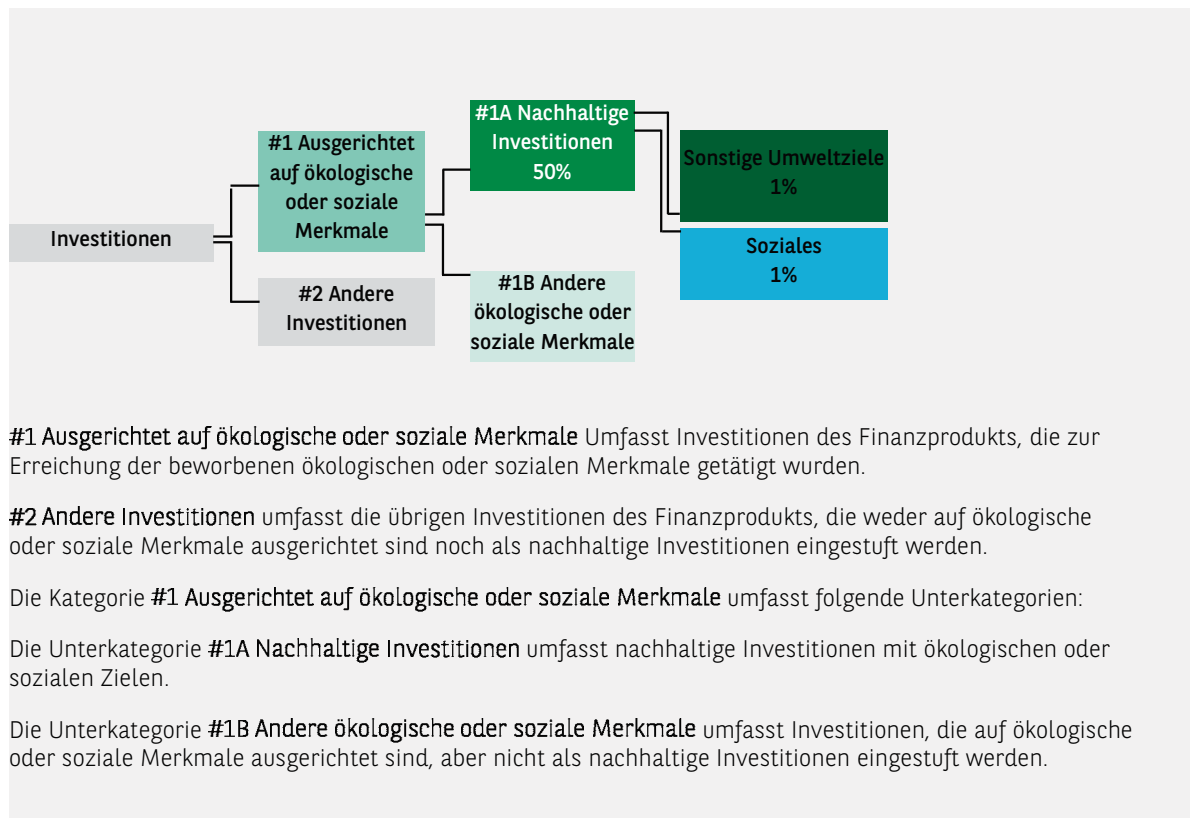 Investitionen
#1 Ausgerichtet
auf ökologische
oder soziale
Merkmale
#2 Andere
Investitionen
#1A Nachhaltige
Investitionen
50%
#1B Andere
ökologische oder
soziale Merkmale
Sonstige Umweltziele
1%
Soziales
1%
#1 Ausgerichtet auf ökologische oder soziale Merkmale Umfasst Investitionen des Finanzprodukts, die zur
Erreichung der beworbenen ökologischen oder sozialen Merkmale getätigt wurden.
#2 Andere Investitionen umfasst die übrigen Investitionen des Finanzprodukts, die weder auf ökologische
oder soziale Merkmale ausgerichtet sind noch als nachhaltige Investitionen eingestuft werden.
Die Kategorie #1 Ausgerichtet auf ökologische oder soziale Merkmale umfasst folgende Unterkategorien:
Die Unterkategorie #1A Nachhaltige Investitionen umfasst nachhaltige Investitionen mit ökologischen oder
sozialen Zielen.
Die Unterkategorie #1B Andere ökologische oder soziale Merkmale umfasst Investitionen, die auf ökologische
oder soziale Merkmale ausgerichtet sind, aber nicht als nachhaltige Investitionen eingestuft werden.